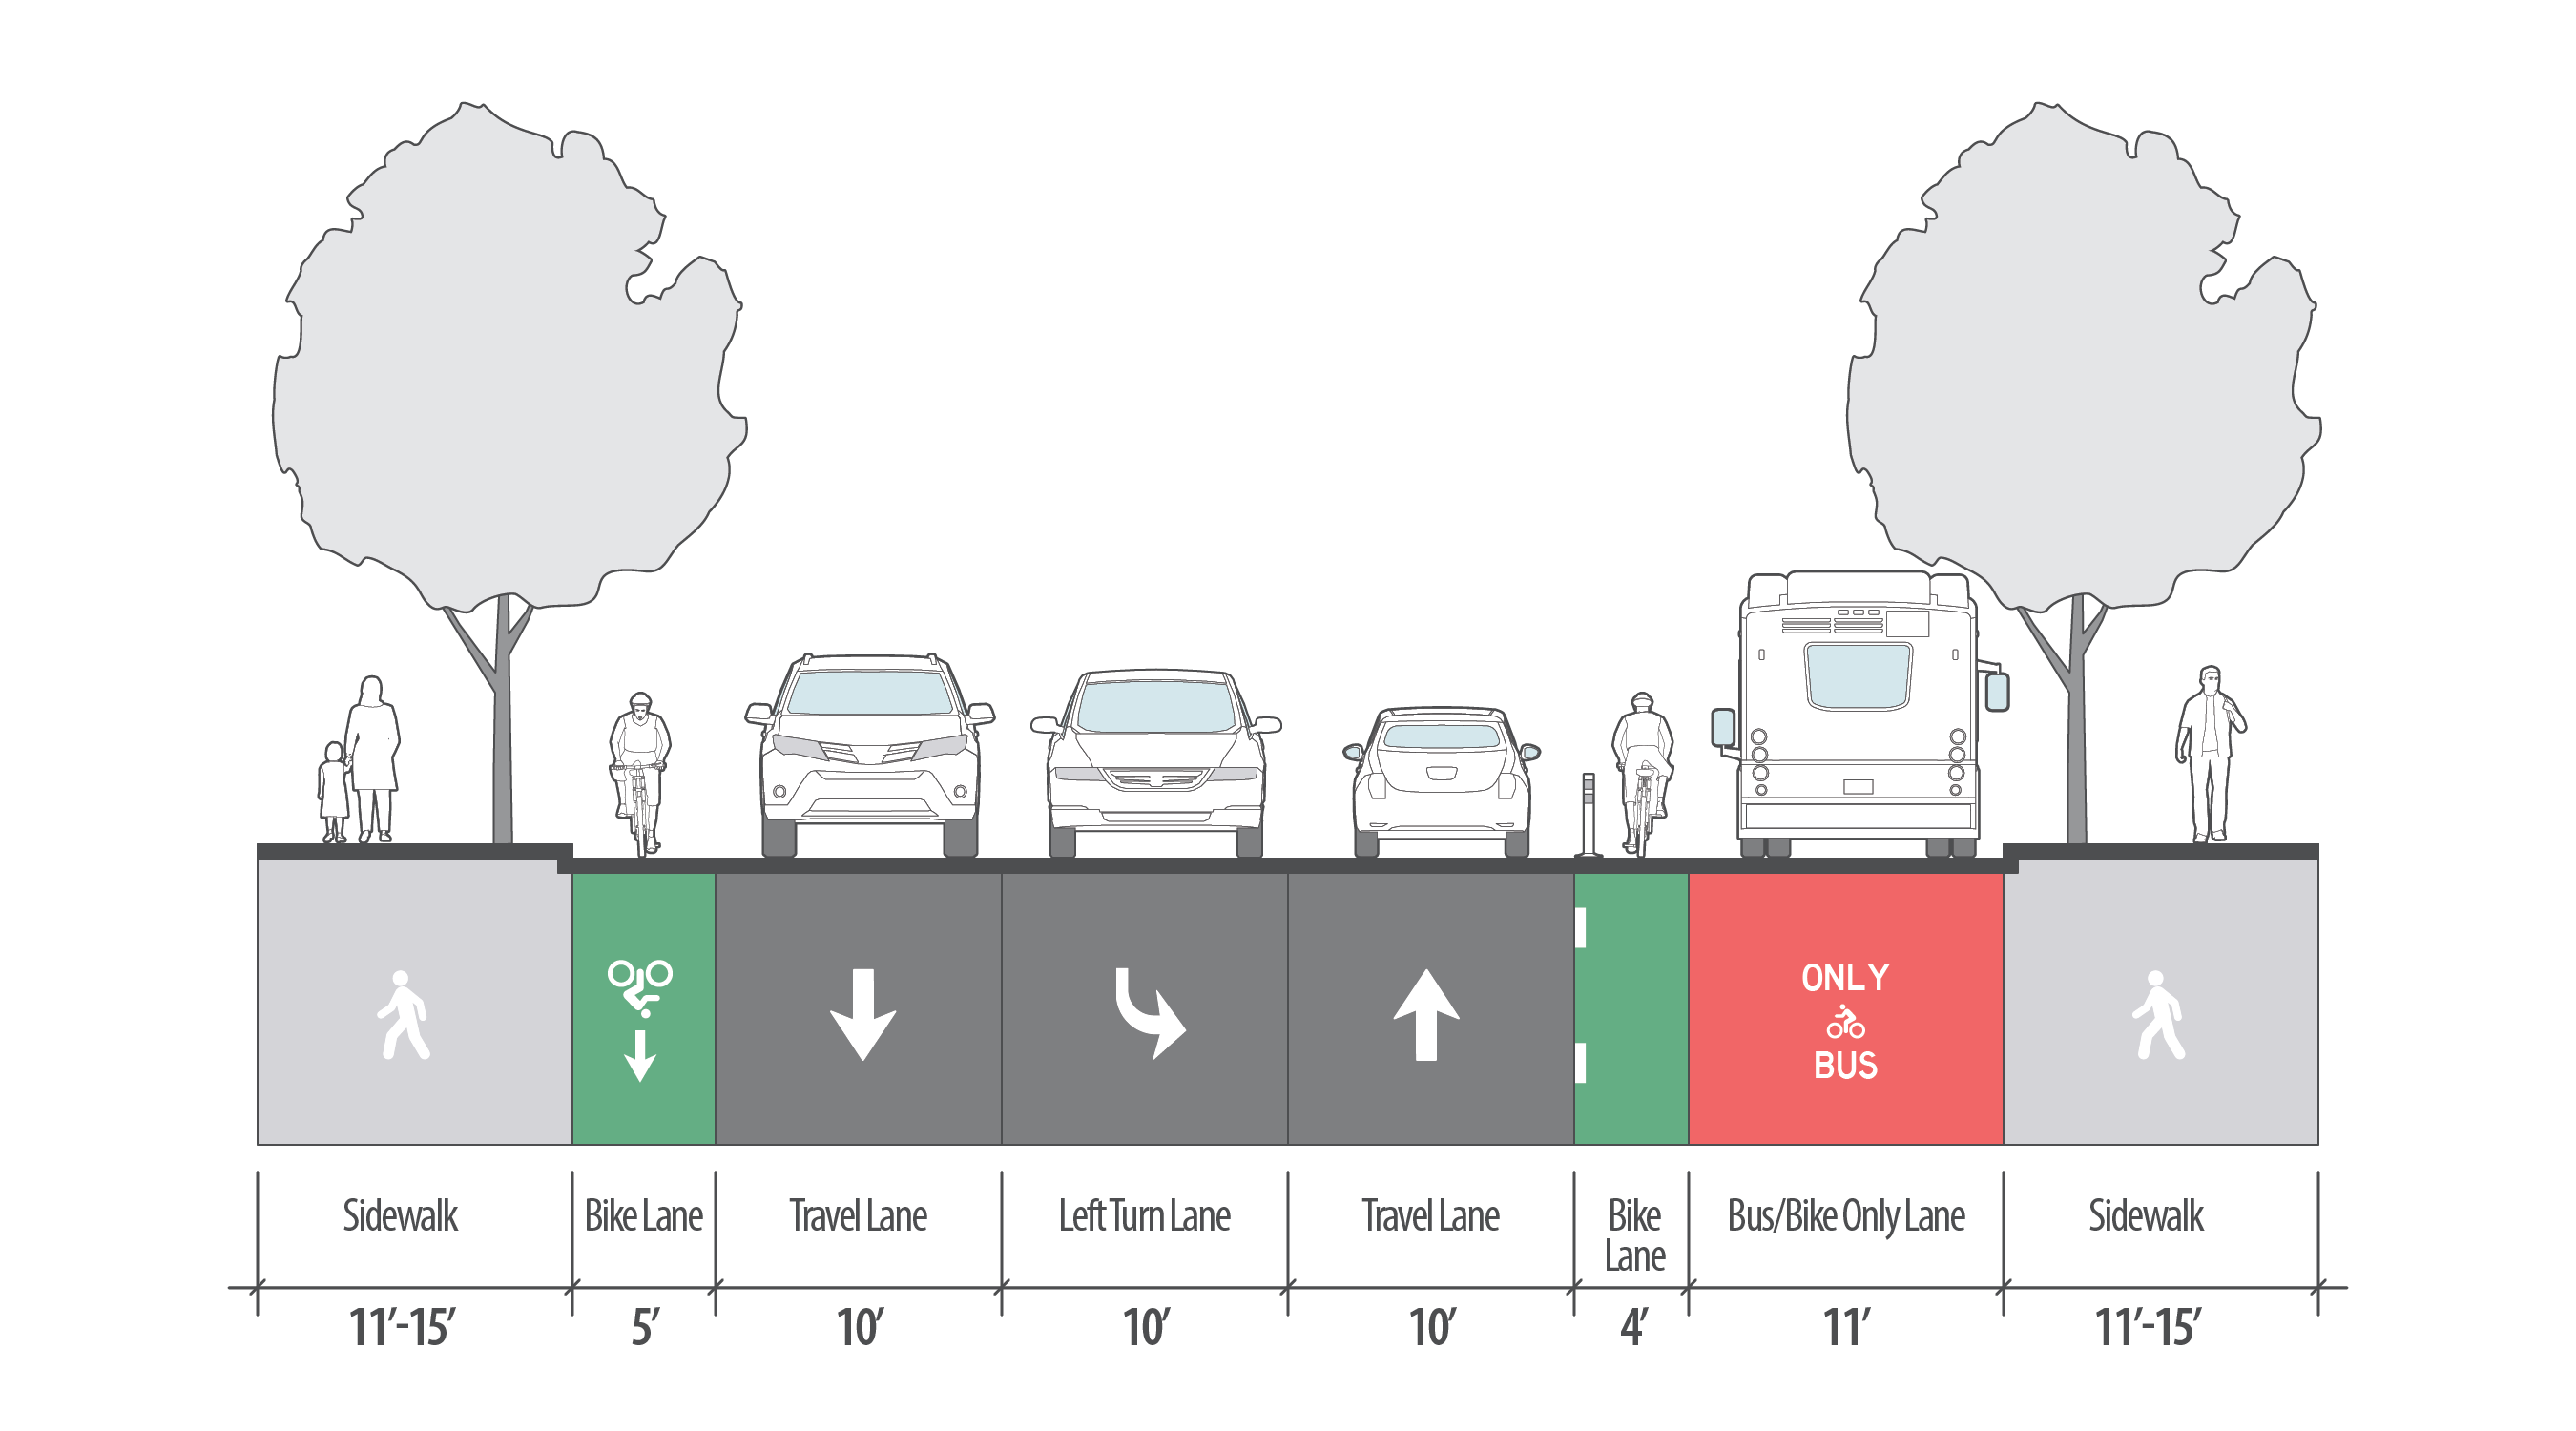 ONLY
BUS
Sidewalk
Bike Lane
Travel Lane
Left Turn Lane
Travel Lane
Bike
Lane
Bus/Bike Only Lane
Sidewalk
11′-15′
5′
10′
10′
10′
4′
11′
11′-15′